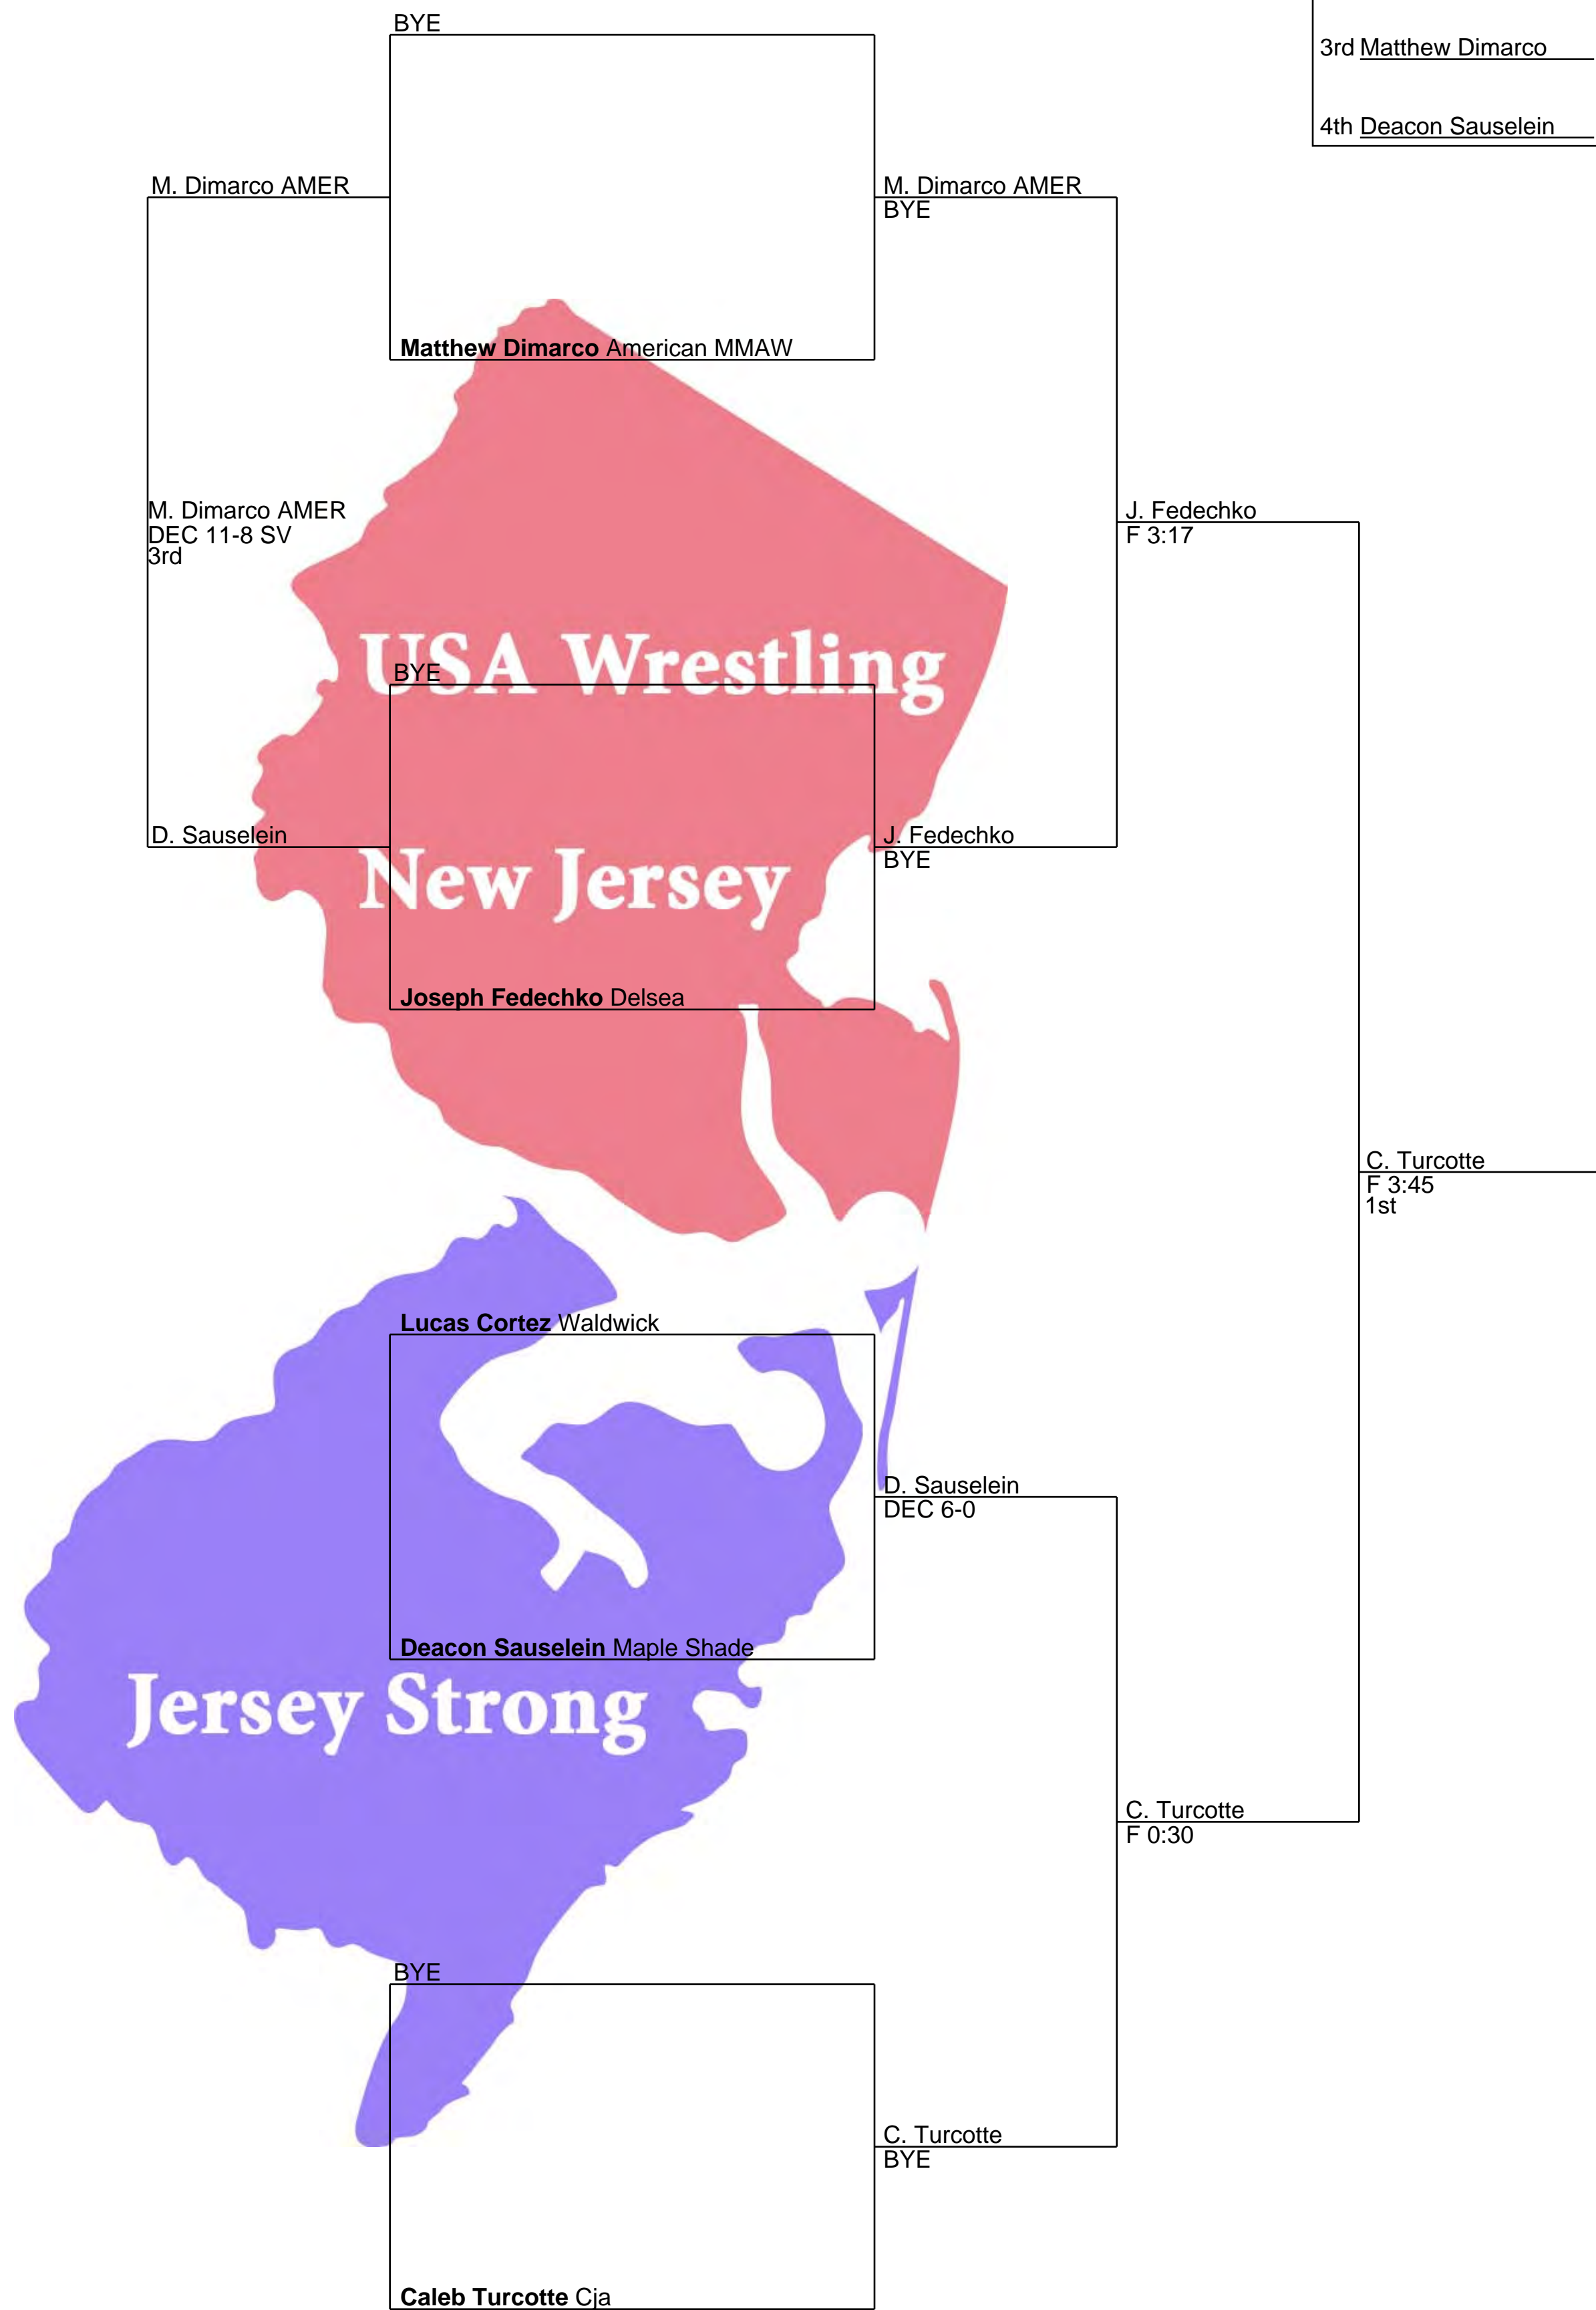 BYE
3rd Matthew Dimarco
4th Deacon Sauselein
M. Dimarco AMER
M. Dimarco AMER
BYE
Matthew Dimarco American MMAW
M. Dimarco AMER
DEC 11-8 SV
3rd
J. Fedechko
F 3:17
USA Wrestling
BYE
D. Sauselein
J. Fedechko
BYE
New Jersey
Joseph Fedechko Delsea
C. Turcotte
F 3:45
1st
Lucas Cortez Waldwick
D. Sauselein
DEC 6-0
Deacon Sauselein Maple Shade
Jersey Strong
C. Turcotte
F 0:30
BYE
C. Turcotte
BYE
Caleb Turcotte Cja